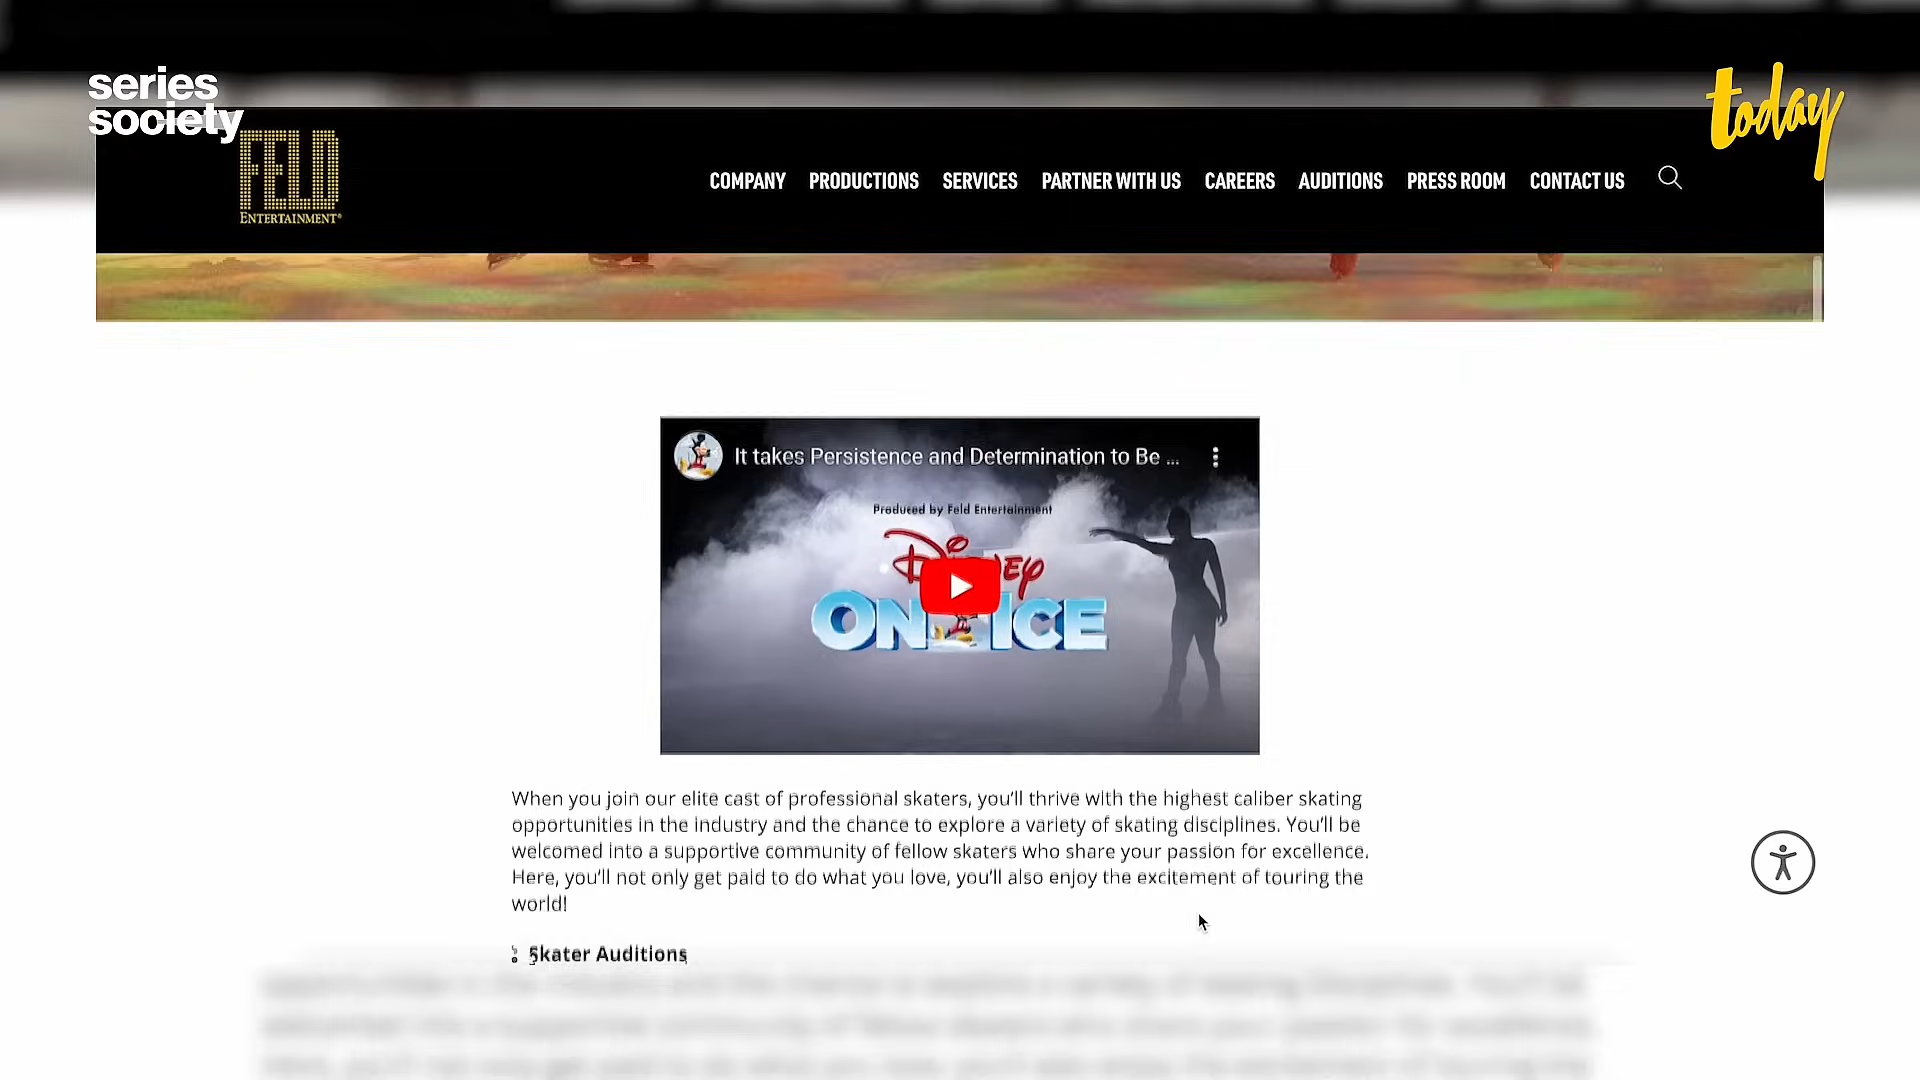 series
society
today
FELD
ENTERTAINMENT®
COMPANY PRODUCTIONS SERVICES PARTNER WITH US CAREERS AUDITIONS PRESS ROOM CONTACT US
It takes Persistence and Determination to Be ...
Produced by Feld Entertainment
Disney
ON ICE
When you join our elite cast of professional skaters, you'll thrive with the highest caliber skating
opportunities in the industry and the chance to explore a variety of skating disciplines. You'll be
welcomed into a supportive community of fellow skaters who share your passion for excellence.
Here, you'll not only get paid to do what you love, you'll also enjoy the excitement of touring the
world!
Skater Auditions